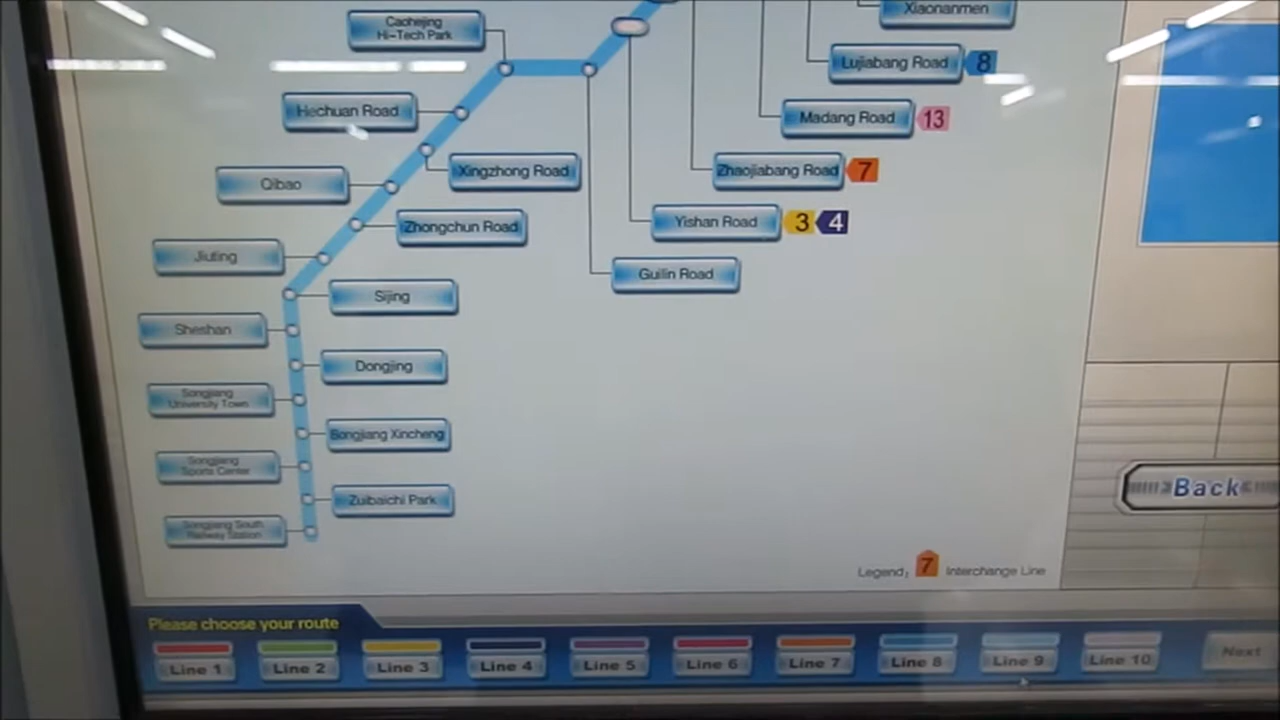 Caohejing
Hi-Tech Park
Xiaonanmen
Lujiabang Road 8
Hechuan Road
Madang Road 13
Xingzhong Road
Zhaojiabang Road 7
Qibao
Zhongchun Road
Yishan Road 3 4
Jiuting
Guilin Road
Sijing
Sheshan
Dongjing
Songjiang
University Town
Songjiang Xincheng
Songjiang
Sports Center
Zuibaichi Park
Back
Songjiang South
Railway Station
Legend: 7 Interchange Line
Please choose your route
Line 1 Line 2 Line 3 Line 4 Line 5 Line 6 Line 7 Line 8 Line 9 Line 10 Next